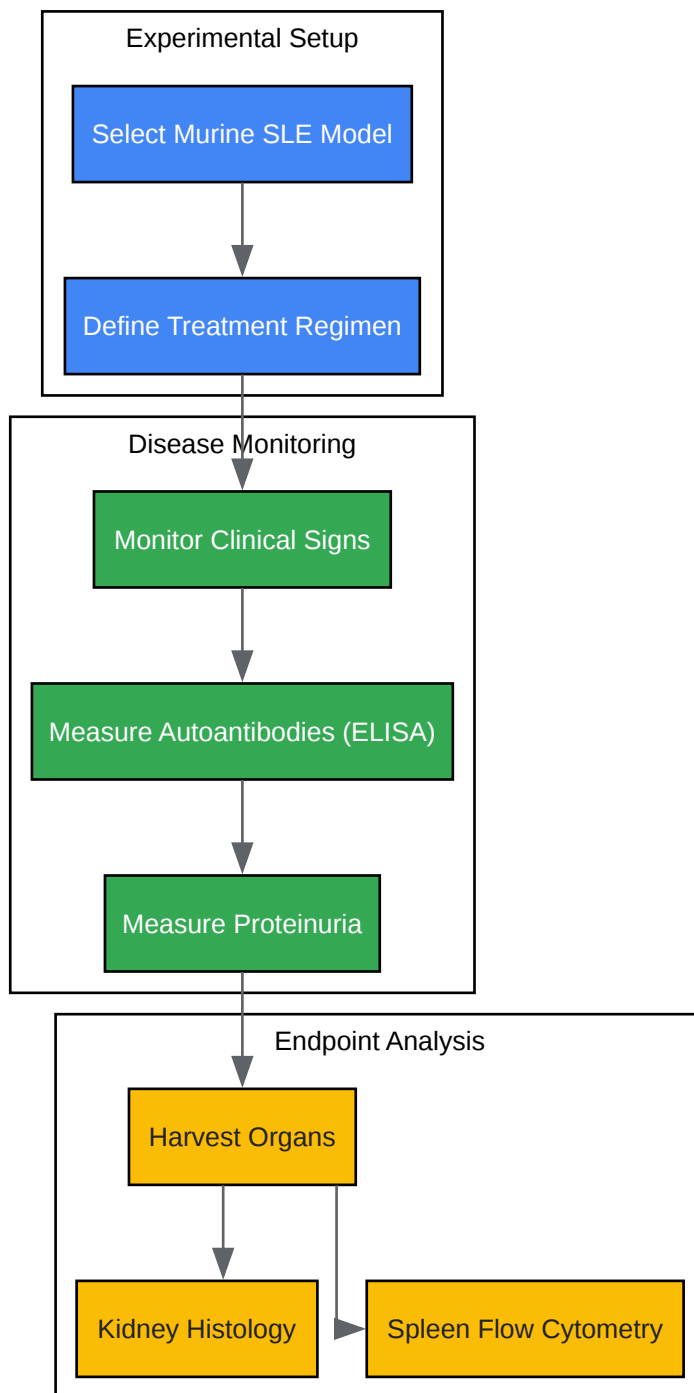 Experimental Setup
Select Murine SLE Model
Define Treatment Regimen
Disease Monitoring
Monitor Clinical Signs
Measure Autoantibodies (ELISA)
Measure Proteinuria
Endpoint Analysis
Harvest Organs
Kidney Histology
Spleen Flow Cytometry